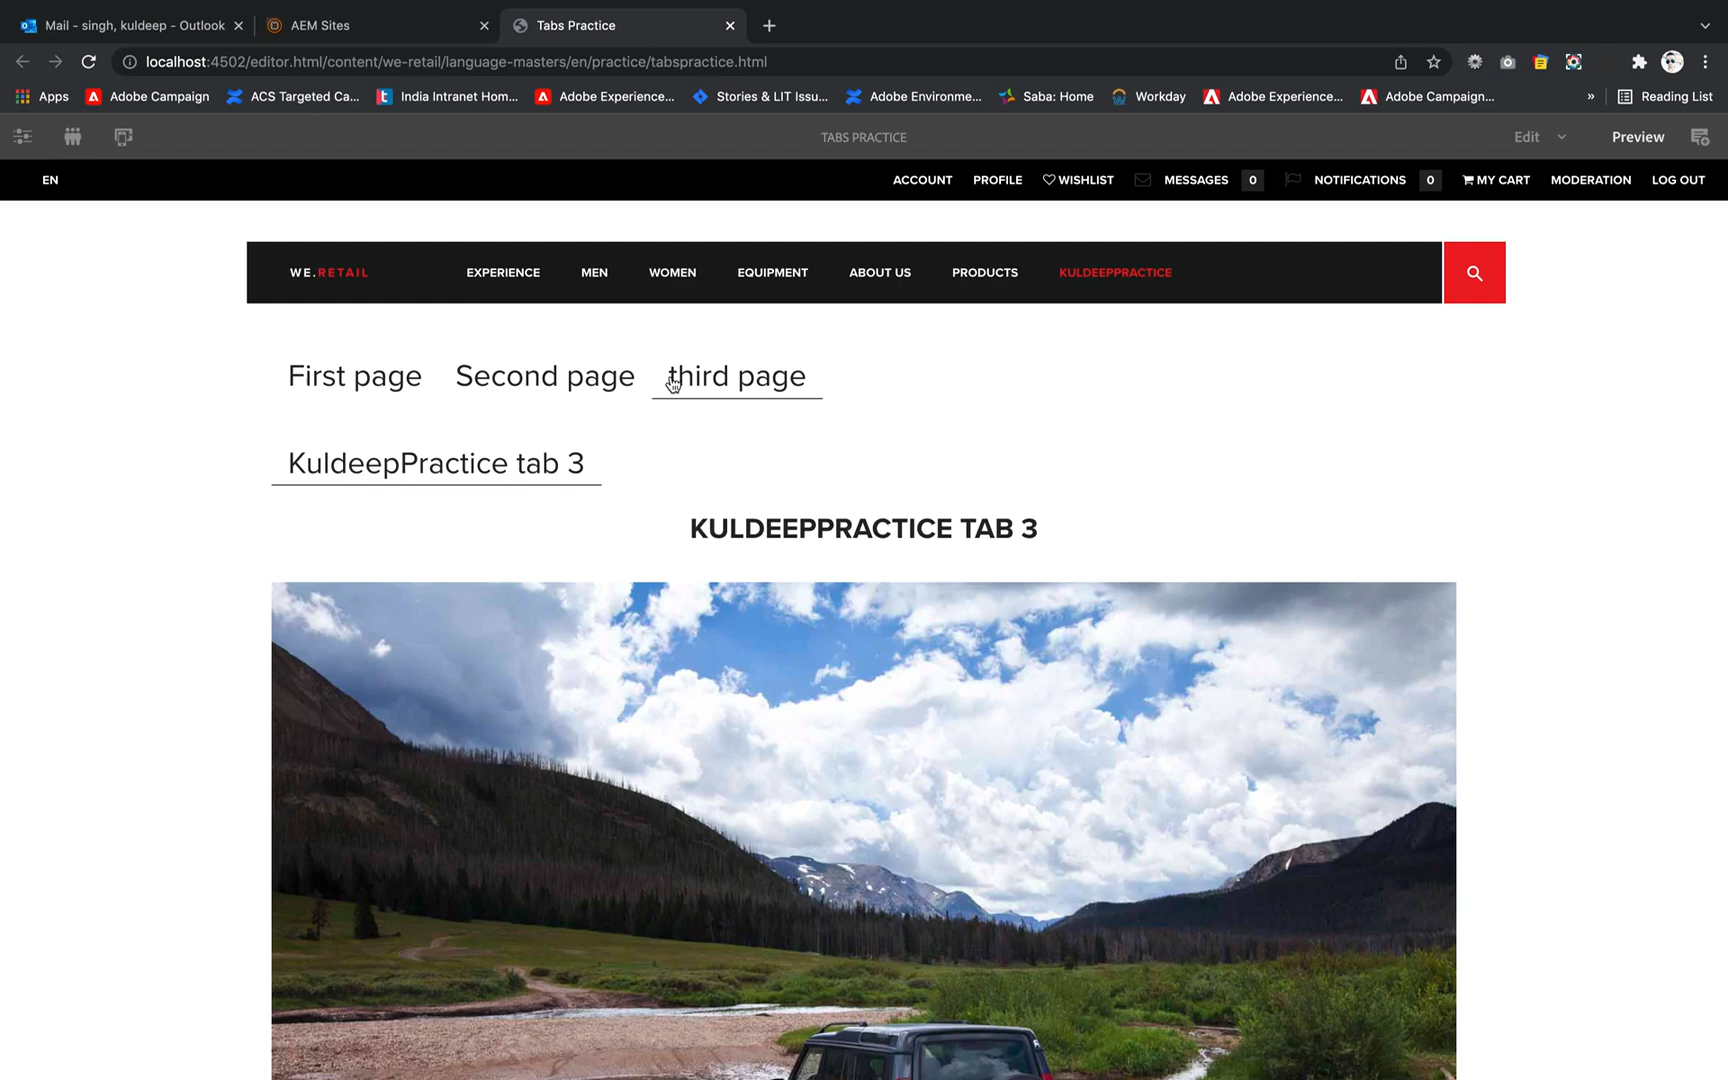 Mail - singh, kuldeep - Outlook
AEM Sites
Tabs Practice
localhost:4502/editor.html/content/we-retail/language-masters/en/practice/tabspractice.html
Apps
Adobe Campaign
ACS Targeted Ca...
India Intranet Hom...
Adobe Experience...
Stories & LIT Issu...
Adobe Environme...
Saba: Home
Workday
Adobe Experience...
Adobe Campaign...
»
Reading List
TABS PRACTICE
Edit
Preview
EN
ACCOUNT
PROFILE
WISHLIST
MESSAGES 0
NOTIFICATIONS 0
MY CART
MODERATION
LOG OUT
WE.RETAIL
EXPERIENCE
MEN
WOMEN
EQUIPMENT
ABOUT US
PRODUCTS
KULDEEPPRACTICE
First page
Second page
third page
KuldeepPractice tab 3
KULDEEPPRACTICE TAB 3